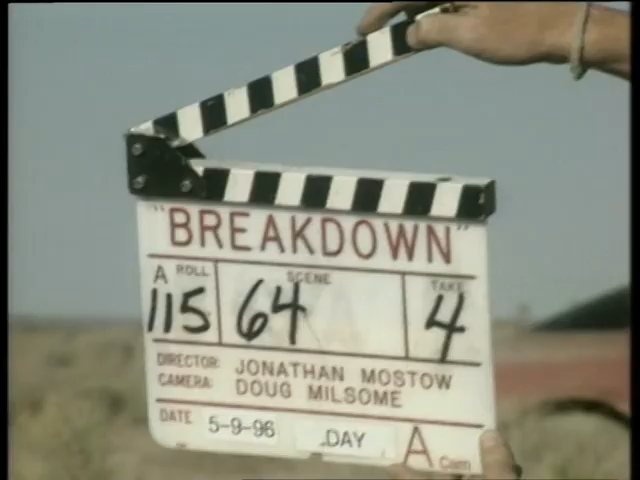 "BREAKDOWN"
A ROLL SCENE TAKE
115 64 4
DIRECTOR: JONATHAN MOSTOW
CAMERA: DOUG MILSOME
DATE 5-9-96 DAY A Cam